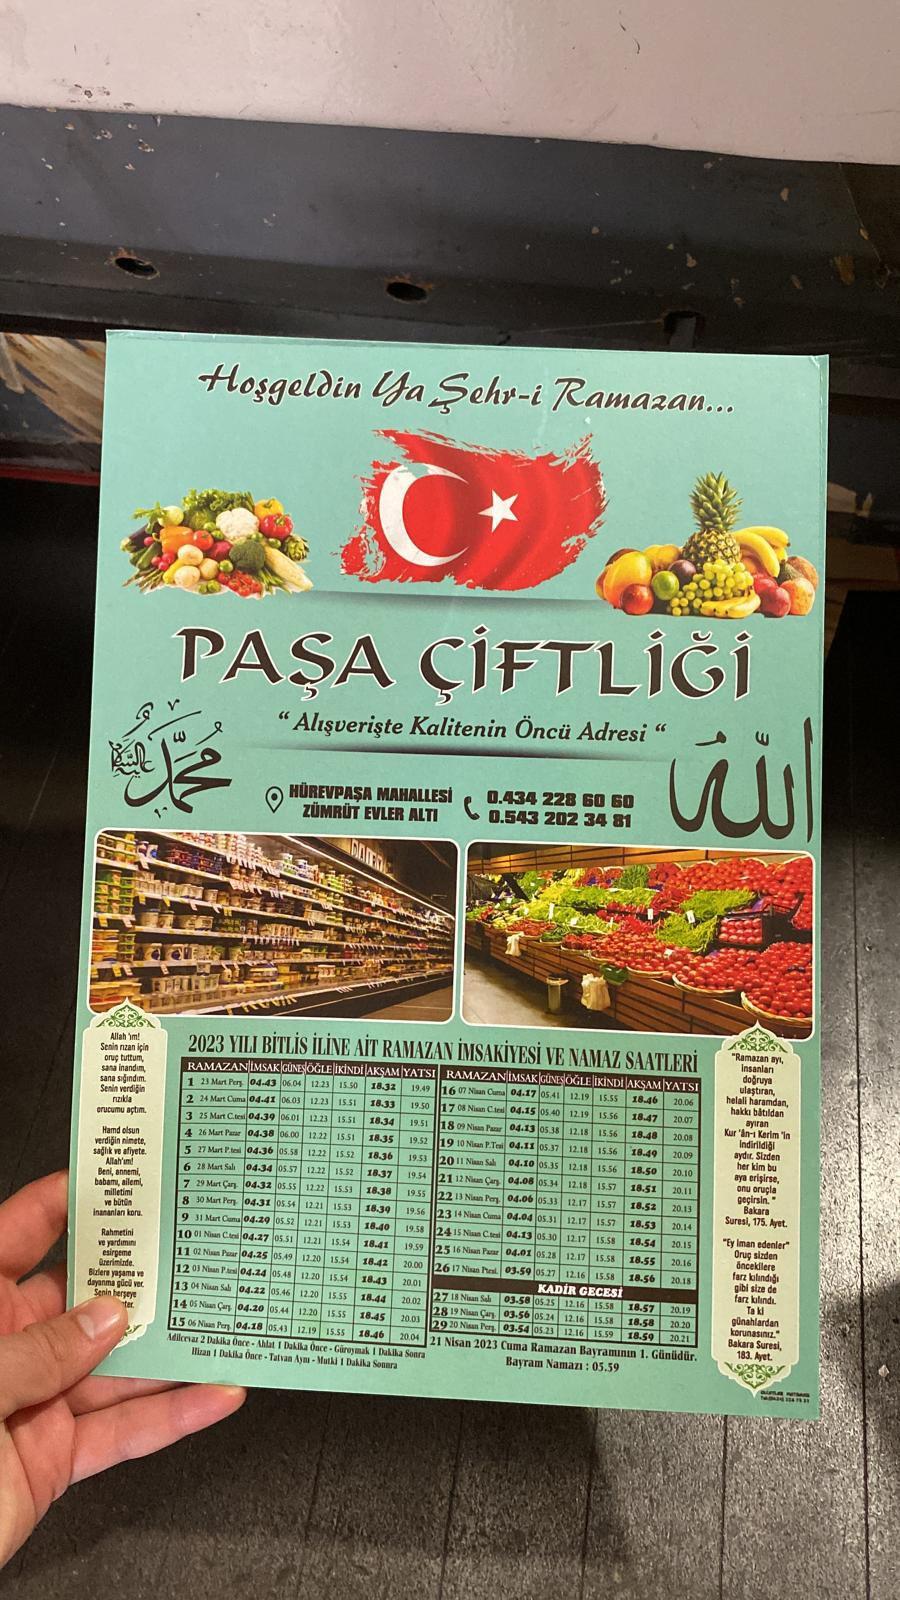 Hoşgeldin Ya Şehr-i Ramazan...
PAŞA ÇİFTLİĞİ
“ Alışverişte Kalitenin Öncü Adresi “
محمد
عليه السلام
الله
HÜREVPAŞA MAHALLESİ
ZÜMRÜT EVLER ALTI
0.434 228 60 60
0.543 202 34 81
Allah 'ım!
Senin rızan için
oruç tuttum,
sana inandım,
sana sığındım.
Senin verdiğin
rızıkla
orucumu açtım.
Hamd olsun
verdiğin nimete,
sağlık ve afiyete.
Allah'ım!
Beni, annemi,
babamı, ailemi,
milletimi
ve bütün
inananları koru.
Rahmetini
ve yardımını
esirgeme
üzerimizde.
Bizlere yaşama ve
dayanma gücü ver.
Senin herşeye
2023 YILI BİTLİS İLİNE AİT RAMAZAN İMSAKİYESİ VE NAMAZ SAATLERİ
RAMAZAN İMSAK GÜNEŞ ÖĞLE İKİNDİ AKŞAM YATSI
1 23 Mart Perş. 04.43 06.04 12.23 15.50 18.32 19.49
2 24 Mart Cuma 04.41 06.03 12.23 15.51 18.33 19.50
3 25 Mart C.tesi 04.39 06.01 12.23 15.51 18.34 19.51
4 26 Mart Pazar 04.38 06.00 12.22 15.51 18.35 19.52
5 27 Mart P.tesi 04.36 05.58 12.22 15.52 18.36 19.53
6 28 Mart Salı 04.34 05.57 12.22 15.52 18.37 19.54
7 29 Mart Çarş. 04.32 05.55 12.22 15.53 18.38 19.55
8 30 Mart Perş. 04.31 05.54 12.21 15.53 18.39 19.56
9 31 Mart Cuma 04.29 05.52 12.21 15.53 18.40 19.58
10 01 Nisan C.tesi 04.27 05.51 12.21 15.54 18.41 19.59
11 02 Nisan Pazar 04.25 05.49 12.20 15.54 18.42 20.00
12 03 Nisan P.tesi 04.24 05.48 12.20 15.54 18.43 20.01
13 04 Nisan Salı 04.22 05.46 12.20 15.54 18.44 20.02
14 05 Nisan Çarş. 04.20 05.44 12.20 15.55 18.45 20.03
15 06 Nisan Perş. 04.18 05.43 12.19 15.55 18.46 20.04
RAMAZAN İMSAK GÜNEŞ ÖĞLE İKİNDİ AKŞAM YATSI
16 07 Nisan Cuma 04.17 05.41 12.19 15.55 18.46 20.06
17 08 Nisan C.tesi 04.15 05.40 12.19 15.55 18.47 20.07
18 09 Nisan Pazar 04.13 05.38 12.18 15.56 18.48 20.08
19 10 Nisan P.Tesi 04.11 05.37 12.18 15.56 18.49 20.09
20 11 Nisan Salı 04.10 05.35 12.18 15.56 18.50 20.10
21 12 Nisan Çarş. 04.08 05.34 12.18 15.57 18.51 20.11
22 13 Nisan Perş. 04.06 05.33 12.17 15.57 18.52 20.13
23 14 Nisan Cuma 04.04 05.31 12.17 15.57 18.53 20.14
24 15 Nisan C.tesi 04.13 05.30 12.17 15.58 18.54 20.15
25 16 Nisan Pazar 04.01 05.28 12.17 15.58 18.55 20.16
26 17 Nisan Ptesi. 03.59 05.27 12.16 15.58 18.56 20.18
KADİR GECESİ
27 18 Nisan Salı 03.58 05.25 12.16 15.58 18.57 20.19
28 19 Nisan Çarş. 03.56 05.24 12.16 15.58 18.58 20.20
29 20 Nisan Perş. 03.54 05.23 12.16 15.59 18.59 20.21
Adilcevaz 2 Dakika Önce - Ahlat 1 Dakika Önce - Güroymak 1 Dakika Sonra
Hizan 1 Dakika Önce - Tatvan Aynı - Mutki 1 Dakika Sonnra
21 Nisan 2023 Cuma Ramazan Bayramının 1. Günüdür.
Bayram Namazı : 05.59
"Ramazan ayı,
insanları
doğruya
ulaştıran,
helali haramdan,
hakkı bâtıldan
ayıran
Kur 'ân-ı Kerim 'in
indirildiği
aydır. Sizden
her kim bu
aya erişirse,
onu oruçla
geçirsin. "
Bakara
Suresi, 175. Ayet.
"Ey iman edenler"
Oruç sizden
öncekilere
farz kılındığı
gibi size de
farz kılındı.
Ta ki
günahlardan
korunasınız."
Bakara Suresi,
183. Ayet.